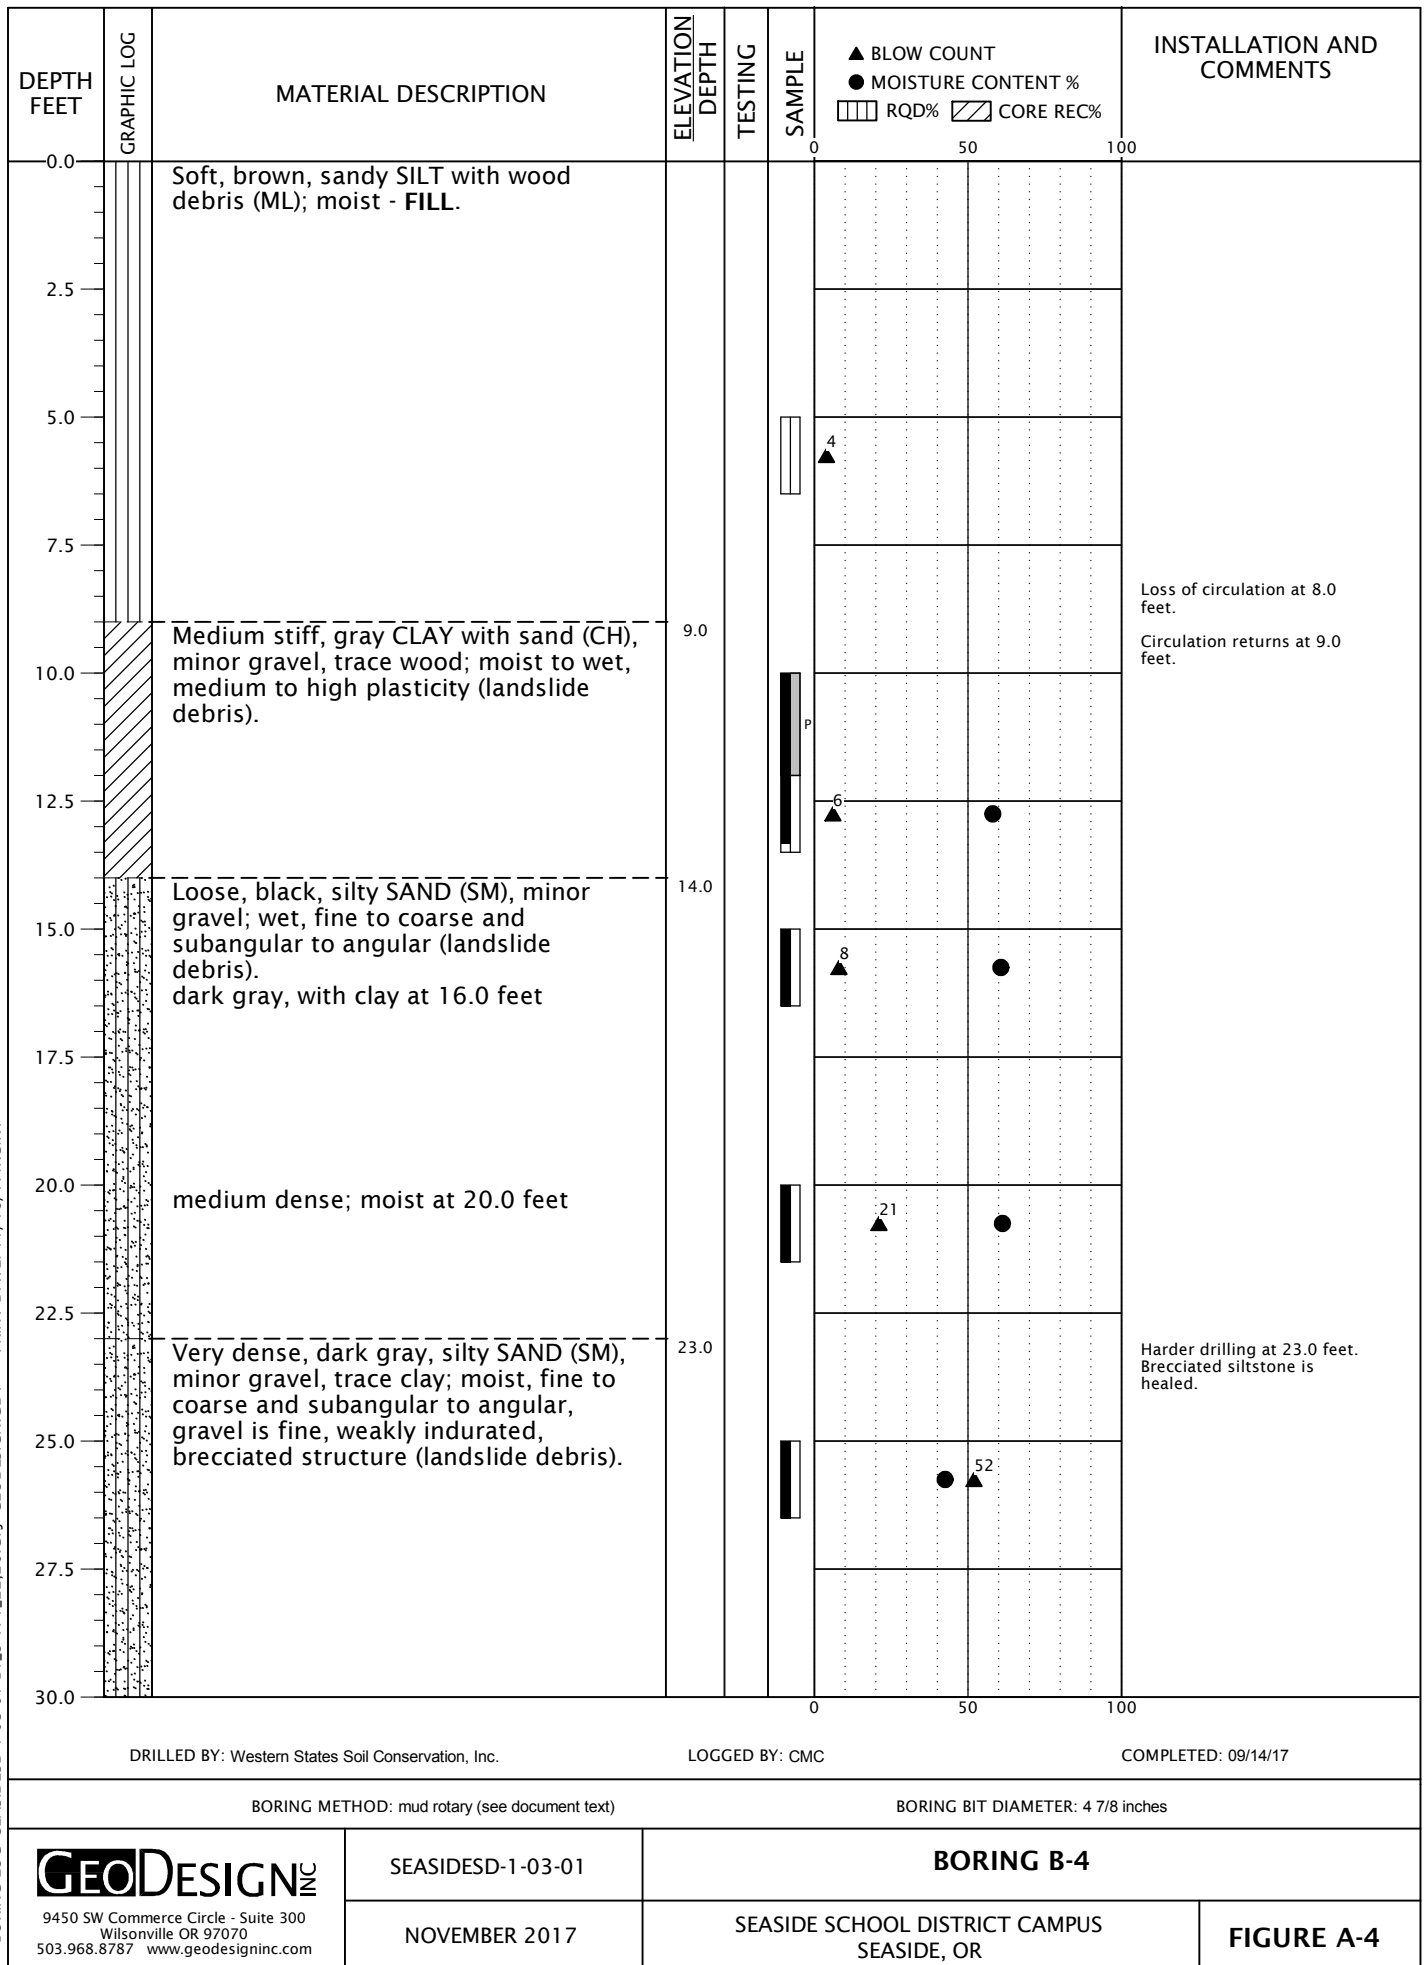 DEPTH
FEET
GRAPHIC LOG
MATERIAL DESCRIPTION
ELEVATION
DEPTH
TESTING
SAMPLE
▲ BLOW COUNT
● MOISTURE CONTENT %
RQD% CORE REC%
INSTALLATION AND
COMMENTS
0 50 100
0.0
Soft, brown, sandy SILT with wood
debris (ML); moist - FILL.
2.5
5.0
4
7.5
Loss of circulation at 8.0
feet.
Medium stiff, gray CLAY with sand (CH),
minor gravel, trace wood; moist to wet,
medium to high plasticity (landslide
debris).
9.0
Circulation returns at 9.0
feet.
10.0
P
12.5
6
Loose, black, silty SAND (SM), minor
gravel; wet, fine to coarse and
subangular to angular (landslide
debris).
dark gray, with clay at 16.0 feet
14.0
15.0
8
17.5
20.0
medium dense; moist at 20.0 feet
21
22.5
Very dense, dark gray, silty SAND (SM),
minor gravel, trace clay; moist, fine to
coarse and subangular to angular,
gravel is fine, weakly indurated,
brecciated structure (landslide debris).
23.0
Harder drilling at 23.0 feet.
Brecciated siltstone is
healed.
25.0
52
27.5
30.0
0 50 100
DRILLED BY: Western States Soil Conservation, Inc.
LOGGED BY: CMC
COMPLETED: 09/14/17
BORING METHOD: mud rotary (see document text)
BORING BIT DIAMETER: 4 7/8 inches
GEODESIGN INC
9450 SW Commerce Circle - Suite 300
Wilsonville OR 97070
503.968.8787 www.geodesigninc.com
SEASIDESD-1-03-01
NOVEMBER 2017
BORING B-4
SEASIDE SCHOOL DISTRICT CAMPUS
SEASIDE, OR
FIGURE A-4